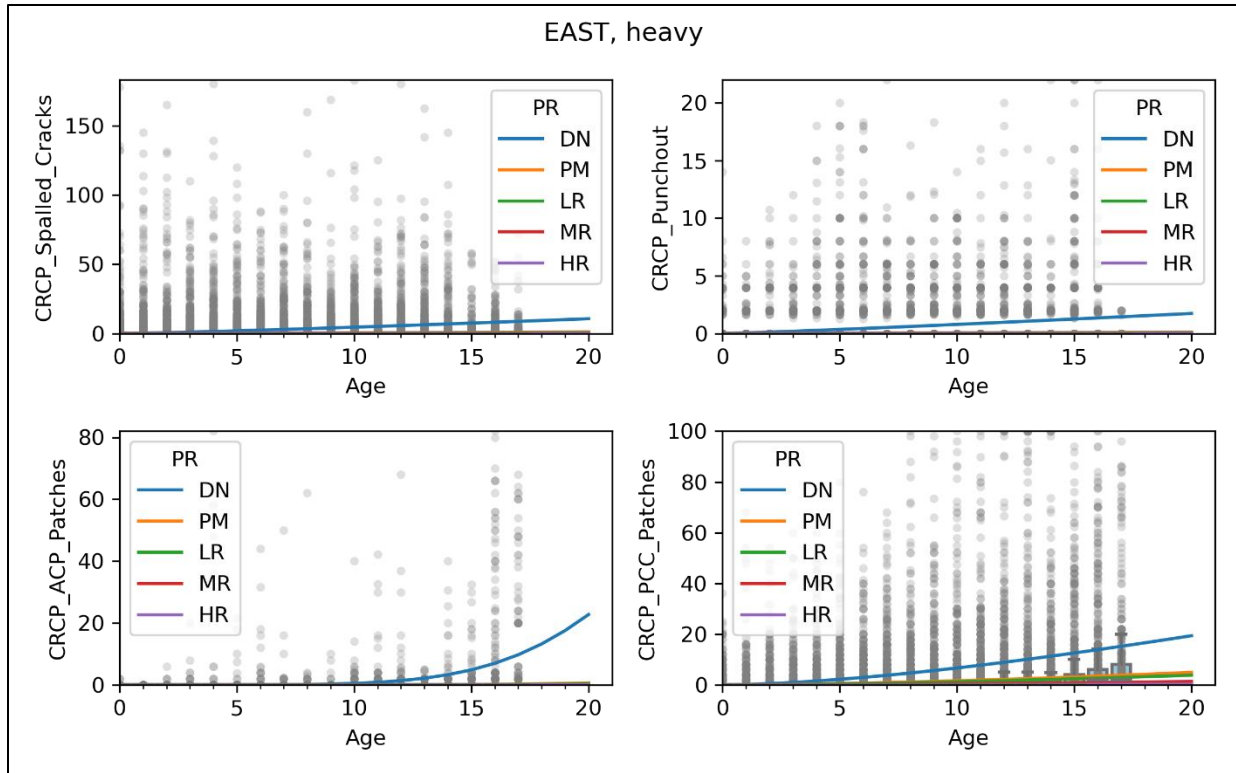 EAST, heavy
CRCP_Spalled_Cracks
150
100
50
0
0 5 10 15 20
Age
PR
DN
PM
LR
MR
HR
CRCP_Punchout
20
15
10
5
0
0 5 10 15 20
Age
PR
DN
PM
LR
MR
HR
CRCP_ACP_Patches
80
60
40
20
0
0 5 10 15 20
Age
PR
DN
PM
LR
MR
HR
CRCP_PCC_Patches
100
80
60
40
20
0
0 5 10 15 20
Age
PR
DN
PM
LR
MR
HR